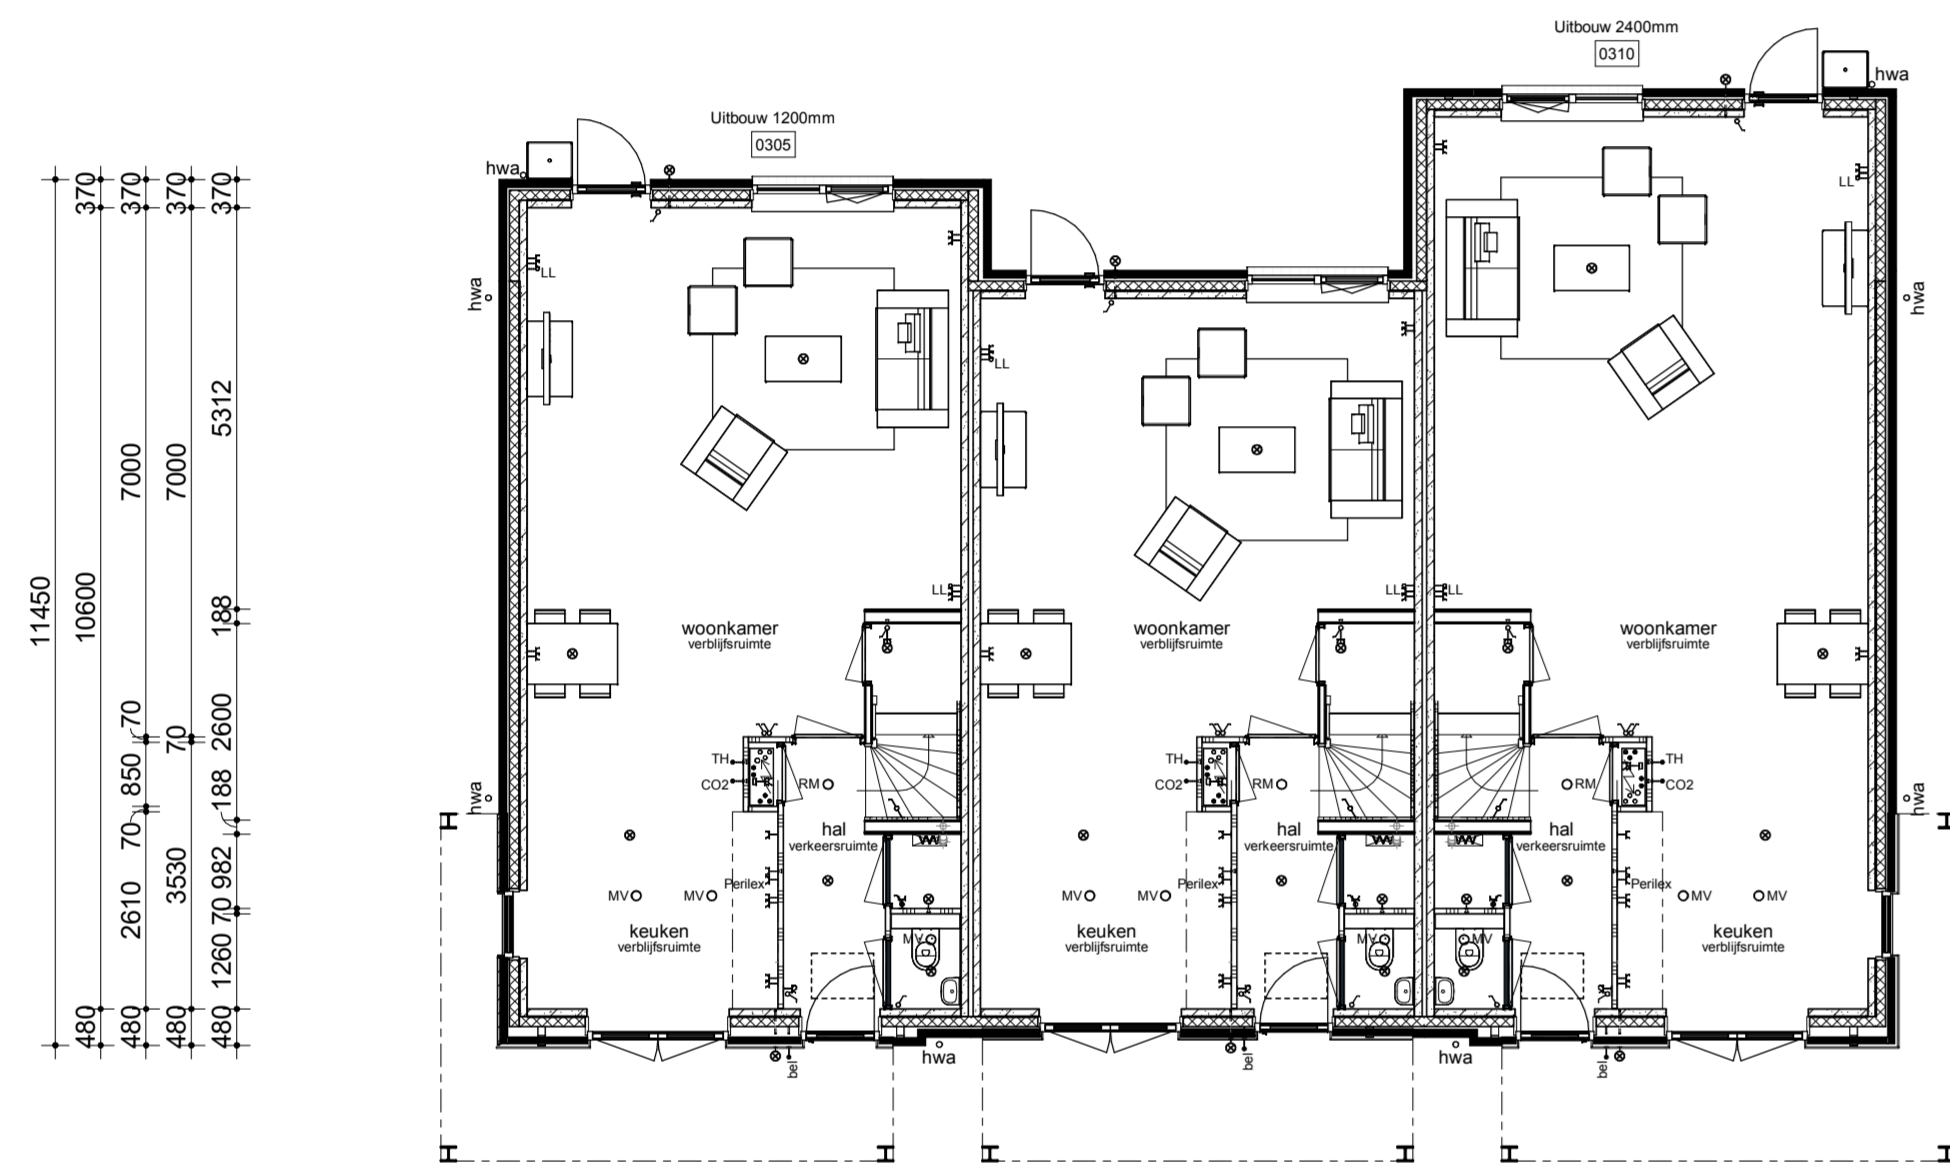 Uitbouw 2400mm
0310
hwa
Uitbouw 1200mm
0305
hwa
370
370
370
370
LL
LL
hwa
hwa
LL
5312
7000
7000
11450
10600
188
LL
LL
LL
woonkamer
verblijfsruimte
woonkamer
verblijfsruimte
woonkamer
verblijfsruimte
70
70
2600
850
188
TH
CO2
RM
TH
CO2
RM
RM
TH
CO2
hwa
hwa
70
3530
982
hal
verkeersruimte
hal
verkeersruimte
hal
verkeersruimte
2610
70
1260
MV
MV
Perilex
MV
MV
Perilex
Perilex
MV
MV
keuken
verblijfsruimte
MV
keuken
verblijfsruimte
MV
MV
keuken
verblijfsruimte
480
480
480
480
hwa
hwa
bel
bel
bel